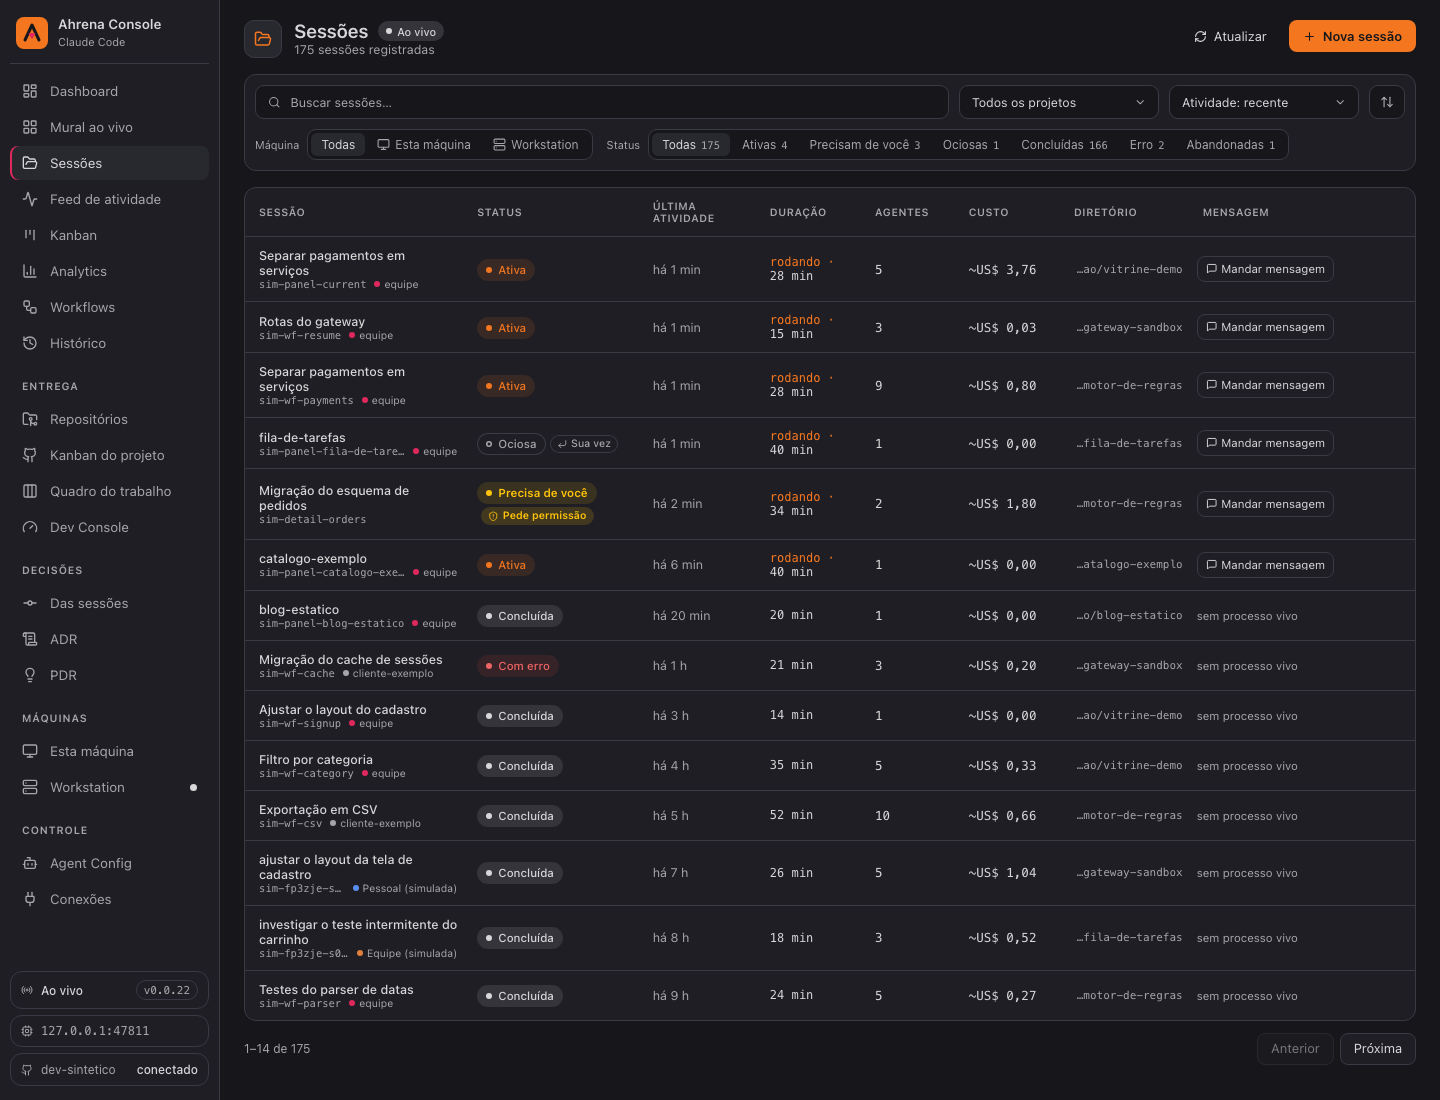 Ahrena Console
Claude Code
Dashboard
Mural ao vivo
Sessões
Feed de atividade
Kanban
Analytics
Workflows
Histórico
ENTREGA
Repositórios
Kanban do projeto
Quadro do trabalho
Dev Console
DECISÕES
Das sessões
ADR
PDR
MÁQUINAS
Esta máquina
Workstation
CONTROLE
Agent Config
Conexões
Ao vivo v0.0.22
127.0.0.1:47811
dev-sintetico conectado
Sessões Ao vivo
175 sessões registradas
Atualizar
+ Nova sessão
Buscar sessões...
Todos os projetos
Atividade: recente
Máquina Todas Esta máquina Workstation Status Todas 175 Ativas 4 Precisam de você 3 Ociosas 1 Concluídas 166 Erro 2 Abandonadas 1
SESSÃO STATUS ÚLTIMA ATIVIDADE DURAÇÃO AGENTES CUSTO DIRETÓRIO MENSAGEM
Separar pagamentos em serviços
sim-panel-current equipe
Ativa há 1 min rodando · 28 min 5 ~US$ 3,76 …ao/vitrine-demo Mandar mensagem
Rotas do gateway
sim-wf-resume equipe
Ativa há 1 min rodando · 15 min 3 ~US$ 0,03 …gateway-sandbox Mandar mensagem
Separar pagamentos em serviços
sim-wf-payments equipe
Ativa há 1 min rodando · 28 min 9 ~US$ 0,80 …motor-de-regras Mandar mensagem
fila-de-tarefas
sim-panel-fila-de-tare… equipe
Ociosa Sua vez há 1 min rodando · 40 min 1 ~US$ 0,00 …fila-de-tarefas Mandar mensagem
Migração do esquema de pedidos
sim-detail-orders
Precisa de você
Pede permissão
há 2 min rodando · 34 min 2 ~US$ 1,80 …motor-de-regras Mandar mensagem
catalogo-exemplo
sim-panel-catalogo-exe… equipe
Ativa há 6 min rodando · 40 min 1 ~US$ 0,00 …atalogo-exemplo Mandar mensagem
blog-estatico
sim-panel-blog-estatico equipe
Concluída há 20 min 20 min 1 ~US$ 0,00 …o/blog-estatico sem processo vivo
Migração do cache de sessões
sim-wf-cache cliente-exemplo
Com erro há 1 h 21 min 3 ~US$ 0,20 …gateway-sandbox sem processo vivo
Ajustar o layout do cadastro
sim-wf-signup equipe
Concluída há 3 h 14 min 1 ~US$ 0,00 …ao/vitrine-demo sem processo vivo
Filtro por categoria
sim-wf-category equipe
Concluída há 4 h 35 min 5 ~US$ 0,33 …ao/vitrine-demo sem processo vivo
Exportação em CSV
sim-wf-csv cliente-exemplo
Concluída há 5 h 52 min 10 ~US$ 0,66 …motor-de-regras sem processo vivo
ajustar o layout da tela de cadastro
sim-fp3zje-s… Pessoal (simulada)
Concluída há 7 h 26 min 5 ~US$ 1,04 …gateway-sandbox sem processo vivo
investigar o teste intermitente do carrinho
sim-fp3zje-s0… Equipe (simulada)
Concluída há 8 h 18 min 3 ~US$ 0,52 …fila-de-tarefas sem processo vivo
Testes do parser de datas
sim-wf-parser equipe
Concluída há 9 h 24 min 5 ~US$ 0,27 …motor-de-regras sem processo vivo
1–14 de 175
Anterior
Próxima